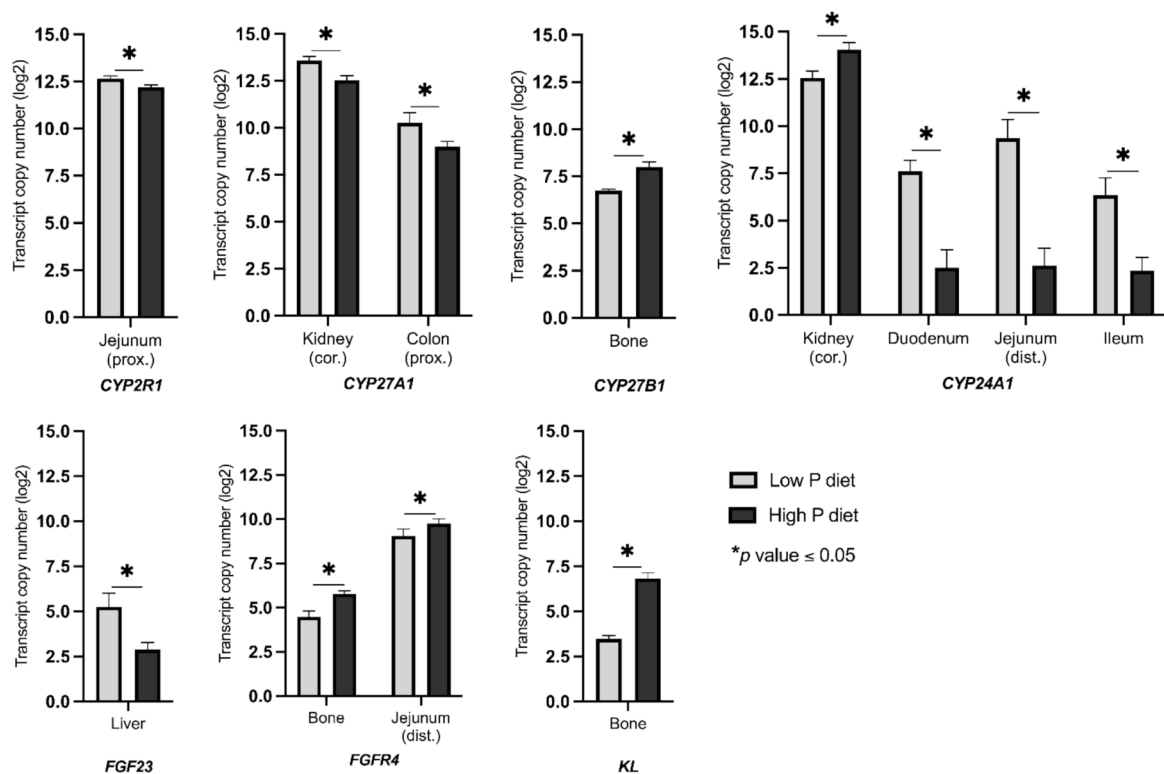 Transcript copy number (log2)
15.0
12.5
10.0
7.5
5.0
2.5
0.0
*
Jejunum
(prox.)
CYP2R1
Transcript copy number (log2)
15.0
12.5
10.0
7.5
5.0
2.5
0.0
*
*
Kidney
(cor.)
Colon
(prox.)
CYP27A1
Transcript copy number (log2)
15.0
12.5
10.0
7.5
5.0
2.5
0.0
*
Bone
CYP27B1
Transcript copy number (log2)
15.0
12.5
10.0
7.5
5.0
2.5
0.0
*
*
*
*
Kidney
(cor.)
Duodenum
Jejunum
(dist.)
Ileum
CYP24A1
Transcript copy number (log2)
15.0
12.5
10.0
7.5
5.0
2.5
0.0
*
Liver
FGF23
Transcript copy number (log2)
15.0
12.5
10.0
7.5
5.0
2.5
0.0
*
*
Bone
Jejunum
(dist.)
FGFR4
Transcript copy number (log2)
15.0
12.5
10.0
7.5
5.0
2.5
0.0
*
Bone
KL
Low P diet
High P diet
*p value ≤ 0.05